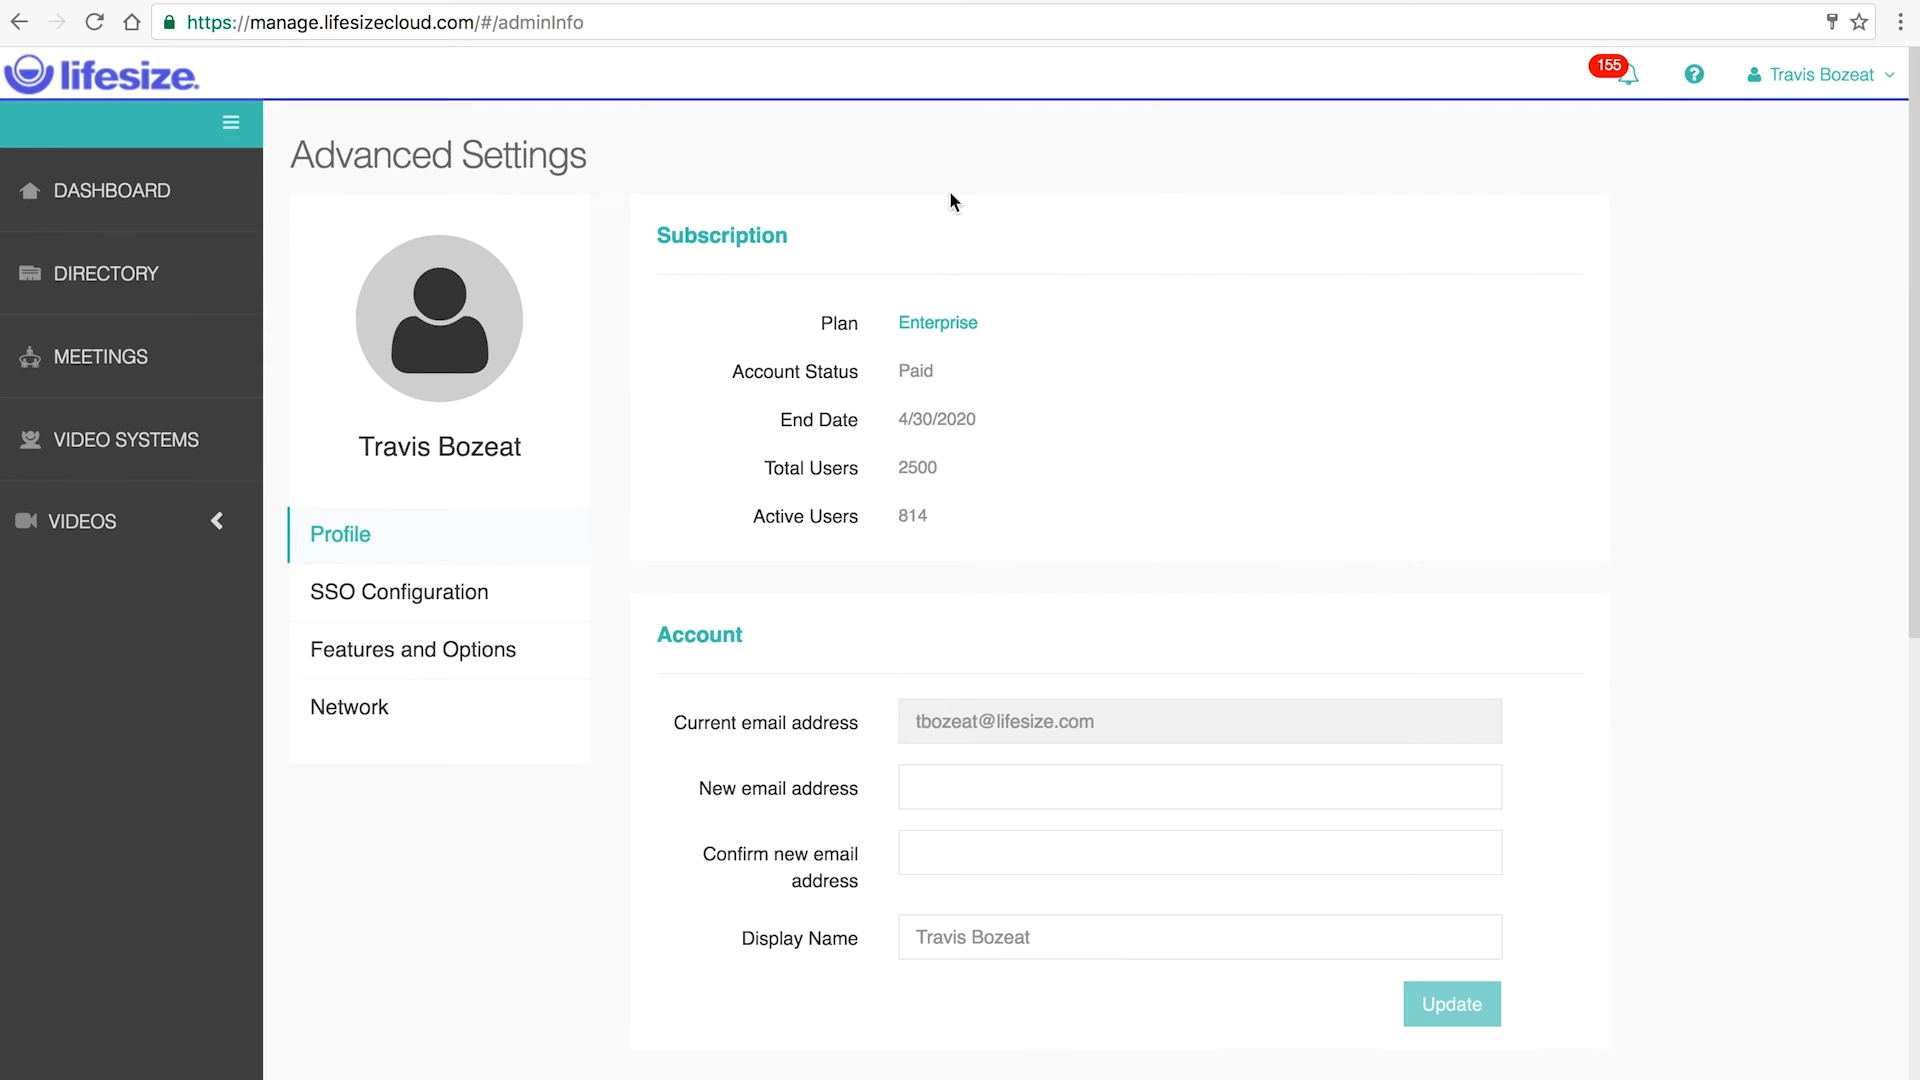 https://manage.lifesizecloud.com/#/adminInfo
lifesize.
155
?
Travis Bozeat
Advanced Settings
DASHBOARD
DIRECTORY
MEETINGS
VIDEO SYSTEMS
VIDEOS
Travis Bozeat
Profile
SSO Configuration
Features and Options
Network
Subscription
Plan Enterprise
Account Status Paid
End Date 4/30/2020
Total Users 2500
Active Users 814
Account
Current email address tbozeat@lifesize.com
New email address
Confirm new email
address
Display Name Travis Bozeat
Update